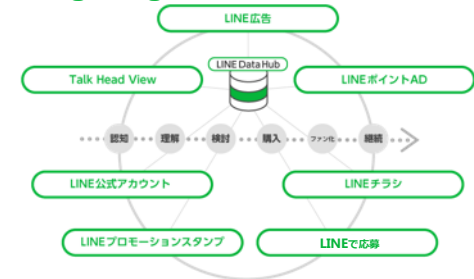 LINE広告
LINE Data Hub
Talk Head View
LINEポイントAD
認知 理解 検討 購入 ファン化 継続
LINE公式アカウント
LINEチラシ
LINEプロモーションスタンプ
LINEで応募